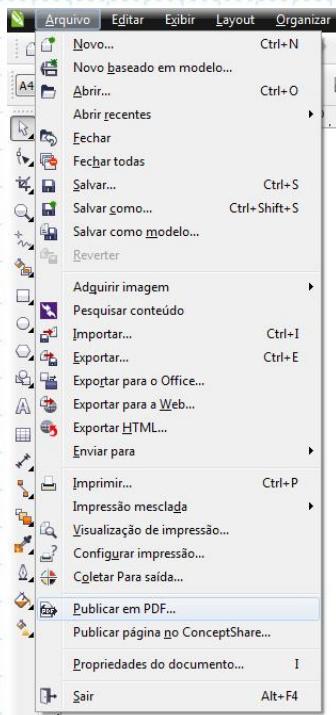 Arquivo Editar Exibir Layout Organizar
A4
Novo... Ctrl+N
Novo baseado em modelo...
Abrir... Ctrl+O
Abrir recentes
Fechar
Fechar todas
Salvar... Ctrl+S
Salvar como... Ctrl+Shift+S
Salvar como modelo...
Reverter
Adquirir imagem
Pesquisar conteúdo
Importar... Ctrl+I
Exportar... Ctrl+E
Exportar para o Office...
Exportar para a Web...
Exportar HTML...
Enviar para
Imprimir... Ctrl+P
Impressão mesclada
Visualização de impressão...
Configurar impressão...
Coletar Para saída...
Publicar em PDF...
Publicar página no ConceptShare...
Propriedades do documento... I
Sair Alt+F4